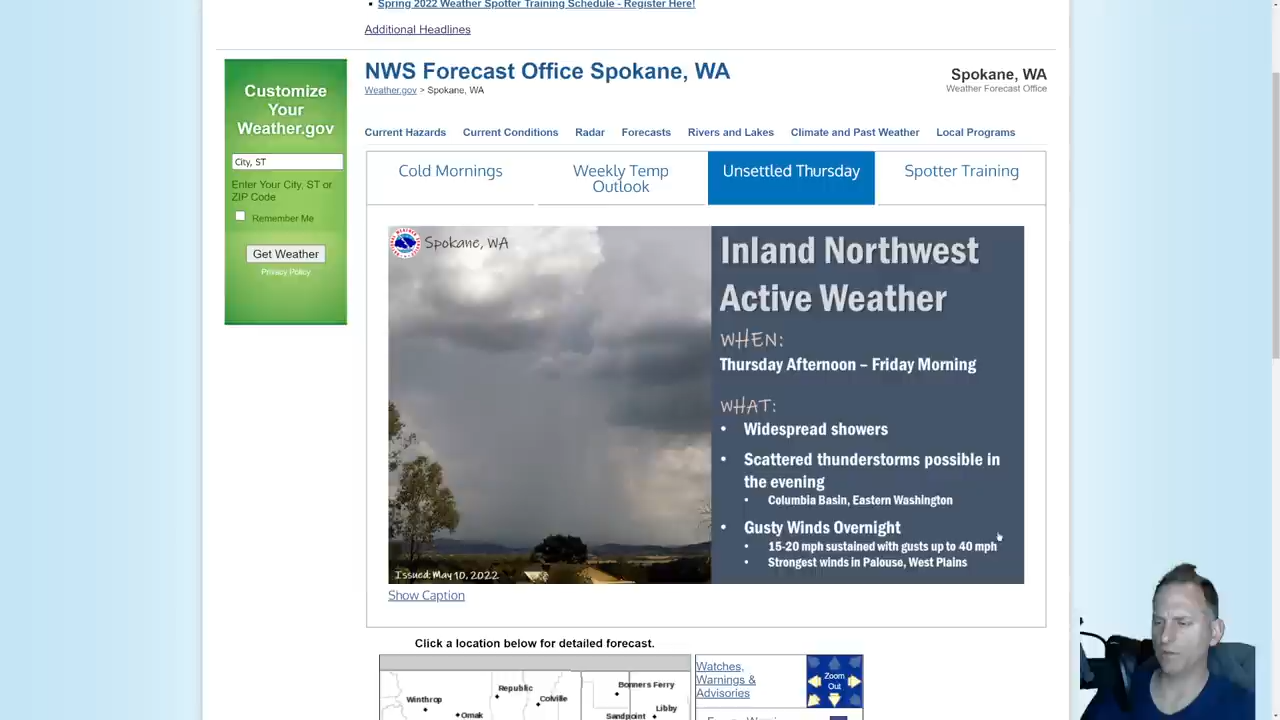 Spring 2022 Weather Spotter Training Schedule - Register Here!
Additional Headlines
Customize
Your
Weather.gov
City, ST
Enter Your City, ST or
ZIP Code
Remember Me
Get Weather
Privacy Policy
NWS Forecast Office Spokane, WA
Weather.gov > Spokane, WA
Spokane, WA
Weather Forecast Office
Current Hazards
Current Conditions
Radar
Forecasts
Rivers and Lakes
Climate and Past Weather
Local Programs
Cold Mornings
Weekly Temp
Outlook
Unsettled Thursday
Spotter Training
Spokane, WA
Issued: May 10, 2022
Inland Northwest
Active Weather
WHEN:
Thursday Afternoon – Friday Morning
WHAT:
• Widespread showers
• Scattered thunderstorms possible in
the evening
• Columbia Basin, Eastern Washington
• Gusty Winds Overnight
• 15-20 mph sustained with gusts up to 40 mph
• Strongest winds in Palouse, West Plains
Show Caption
Click a location below for detailed forecast.
Winthrop
Republic
Omak
Colville
Bonners Ferry
Libby
Sandpoint
Watches,
Warnings &
Advisories
Zoom
Out